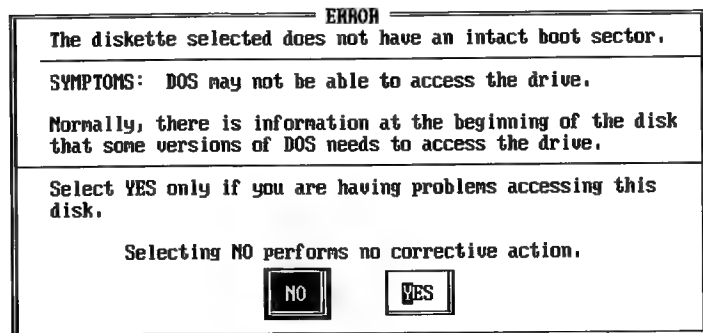 ERROR
The diskette selected does not have an intact boot sector.
SYMPTOMS: DOS may not be able to access the drive.
Normally, there is information at the beginning of the disk
that some versions of DOS needs to access the drive.
Select YES only if you are having problems accessing this
disk.
Selecting NO performs no corrective action.
NO YES